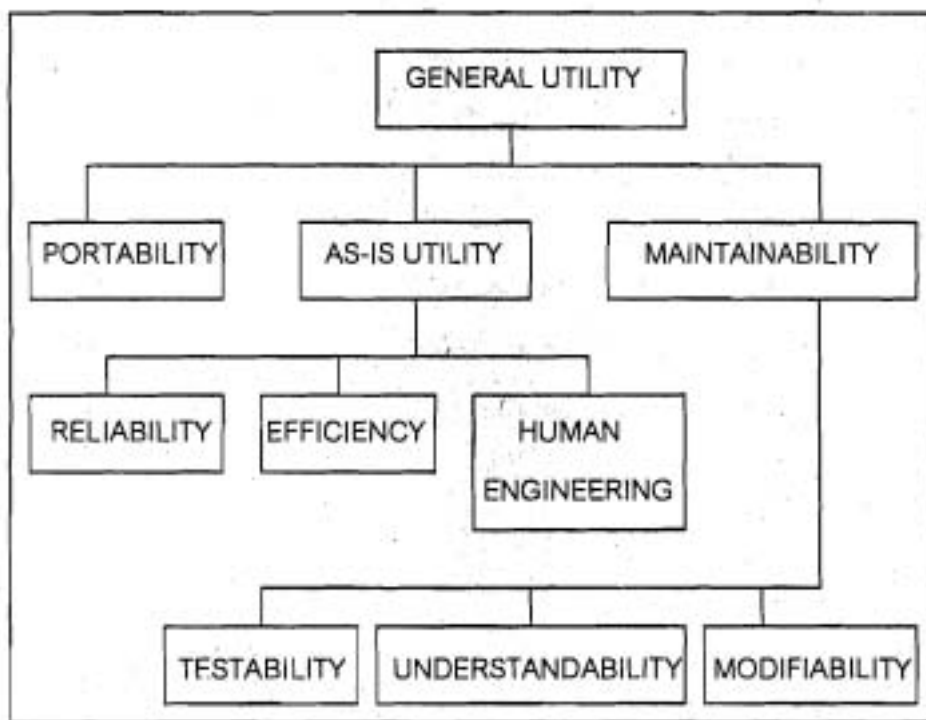 GENERAL UTILITY
PORTABILITY
AS-IS UTILITY
MAINTAINABILITY
RELIABILITY
EFFICIENCY
HUMAN
ENGINEERING
TESTABILITY
UNDERSTANDABILITY
MODIFIABILITY